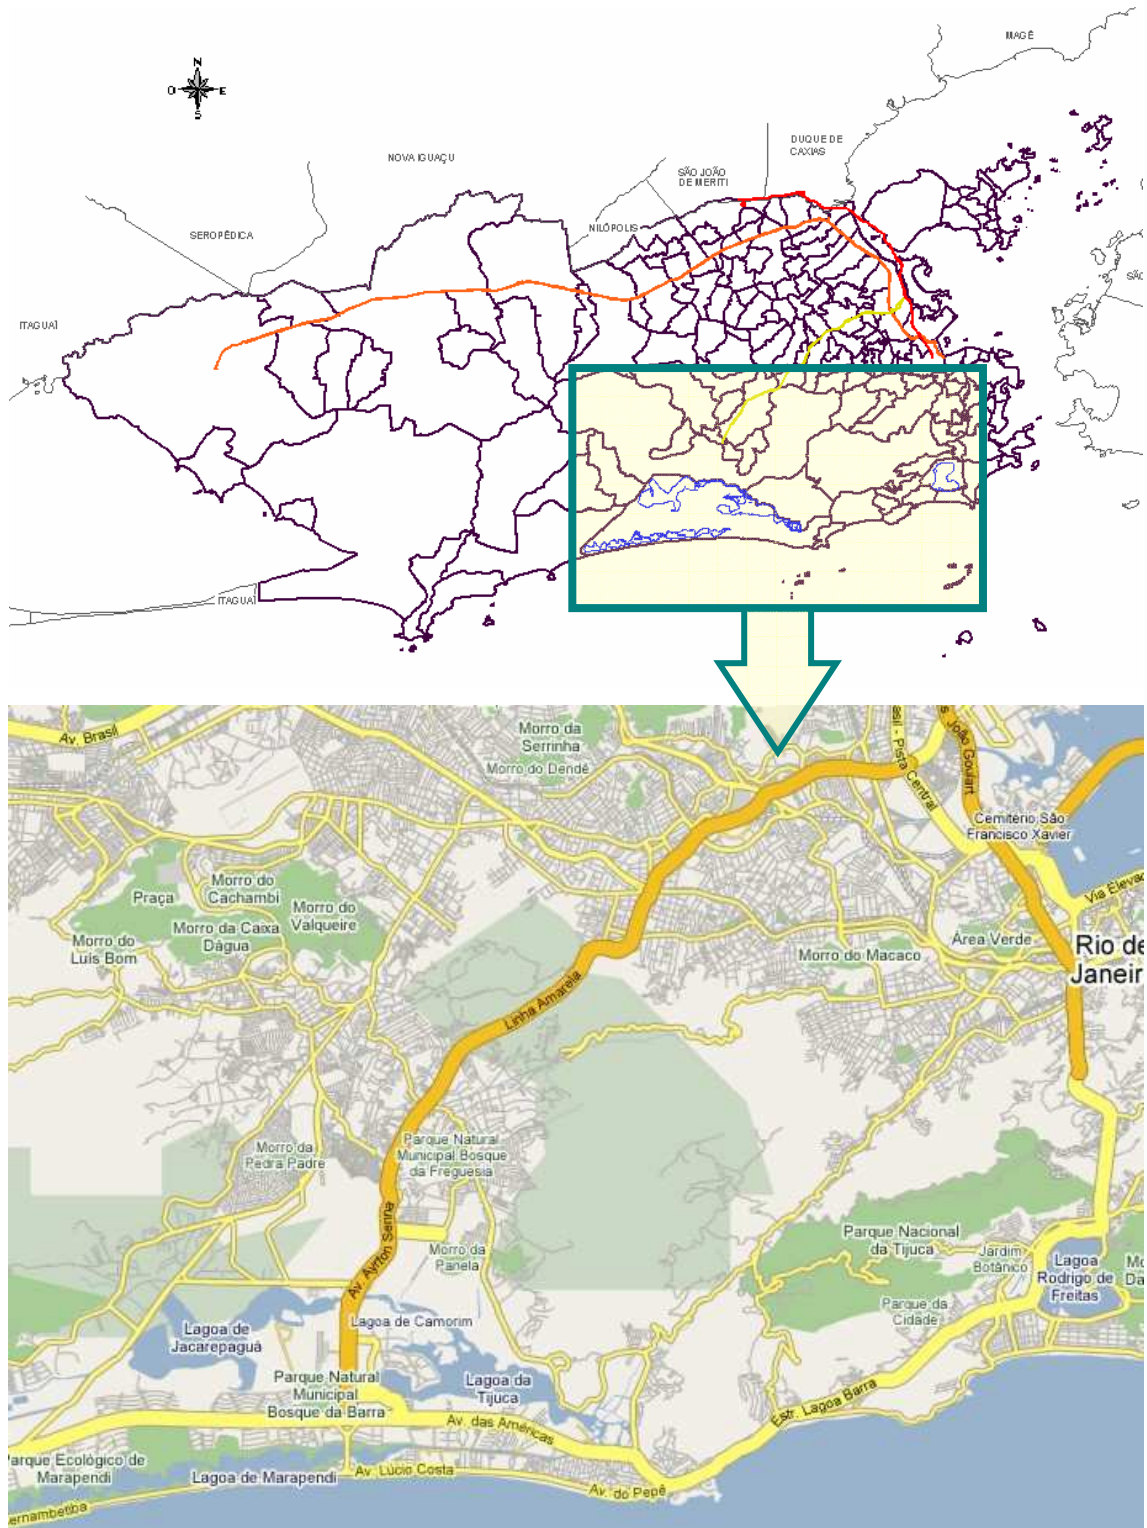 MAGÊ
N
O E
S
DUQUE DE
CAXIAS
NOVA IGUAÇU
SÃO JOÃO
DE MERITI
NILÓPOLIS
SEROPÉDICA
SÃO
ITAGUAÍ
ITAGUAÍ
Av. Brasil
Morro da
Serrinha
Morro do Dendê
asil - Pista Central
s. João Goulart
Cemitério São
Francisco Xavier
Via Elevad
Praça
Morro do
Cachambi
Morro do
Valqueire
Morro da Caixa
Dágua
Morro do
Luis Bom
Morro do Macaco
Área Verde
Rio de
Janeir
Linha Amarela
Morro da
Pedra Padre
Parque Natural
Municipal Bosque
da Freguesia
Av. Ayrton Senna
Morro da
Panela
Parque Nacional
da Tijuca
Jardim
Botânico
Lagoa
Rodrigo de
Freitas
Mo
Da
Parque da
Cidade
Lagoa de
Jacarepaguá
Lagoa de Camorim
Parque Natural
Municipal
Bosque da Barra
Lagoa da
Tijuca
Estr. Lagoa Barra
Av. das Américas
arque Ecológico de
Marapendi
Lagoa de Marapendi
Av. Lúcio Costa
Av. do Pepê
ernambetiba